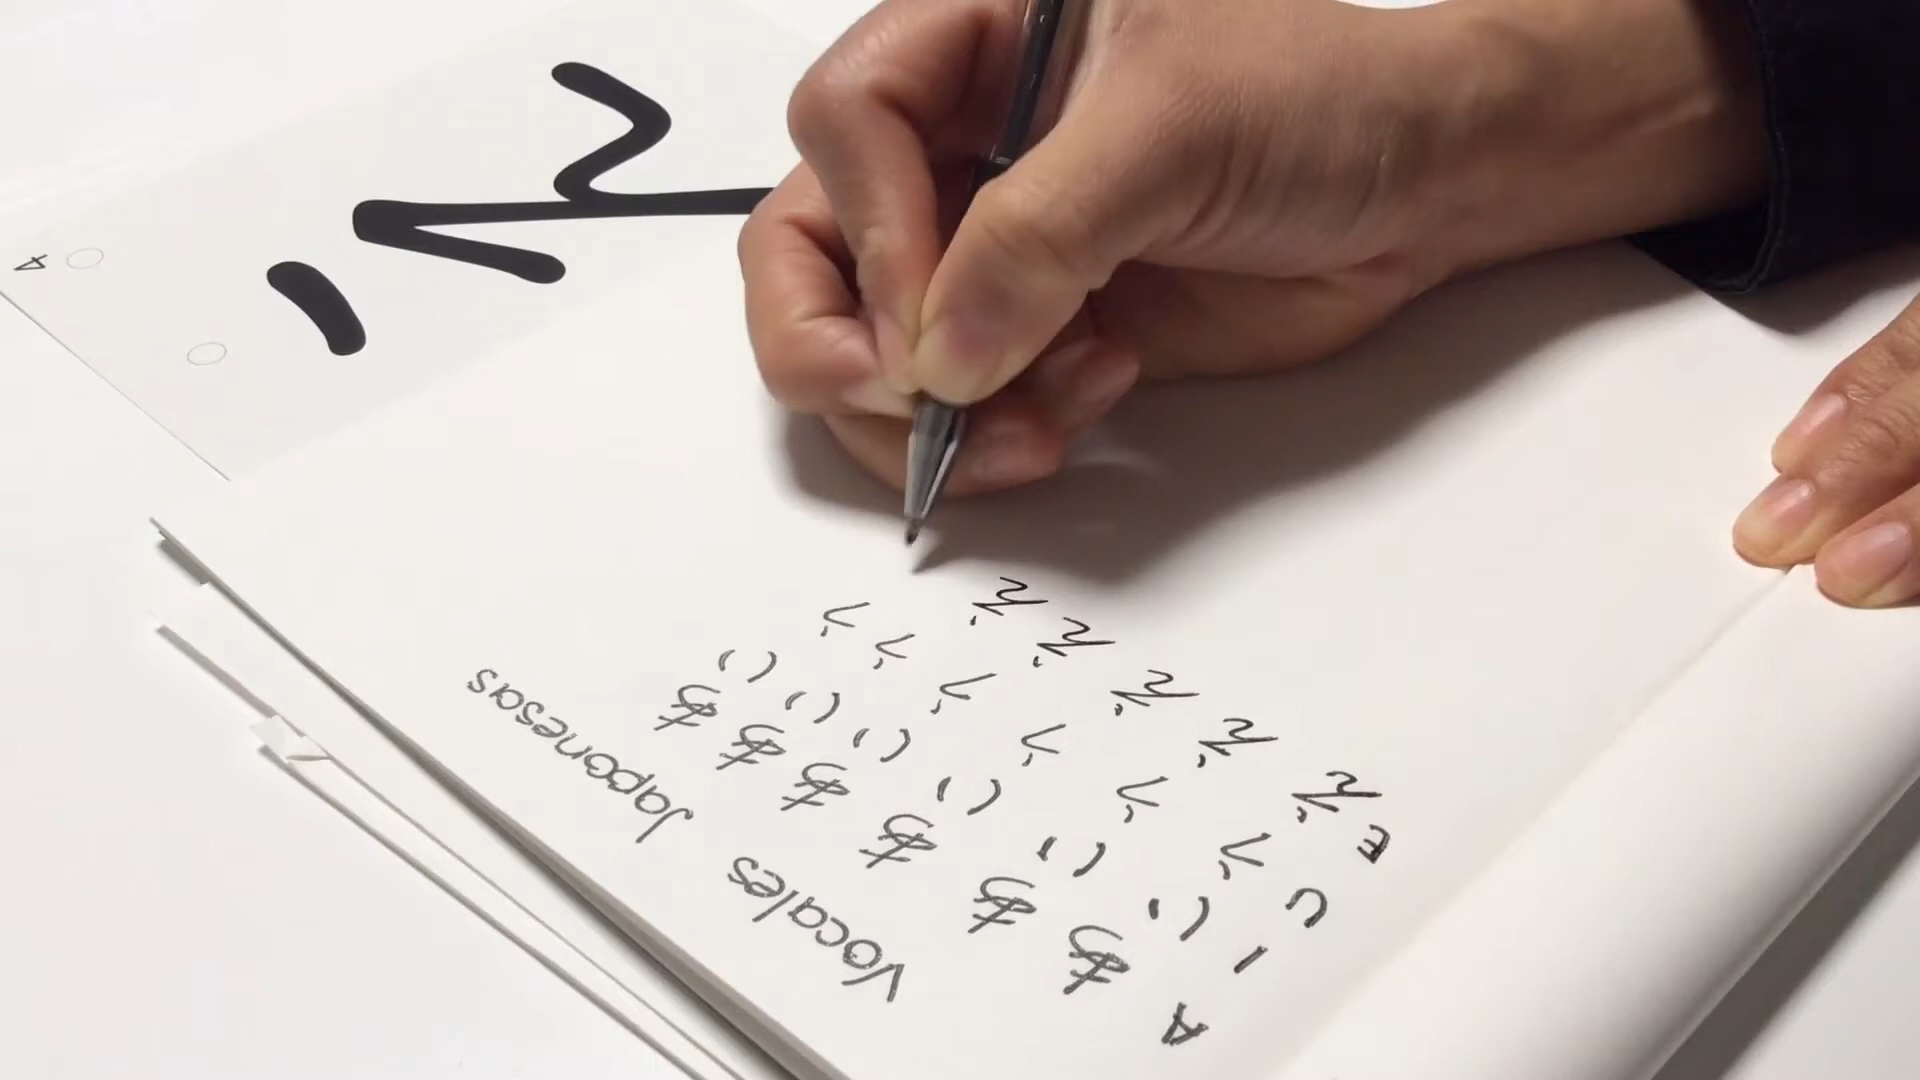 Vocales Japonesas
A あ あ あ あ あ あ
I い い い い い い
U う う う う う う
E え え え え え
え
4